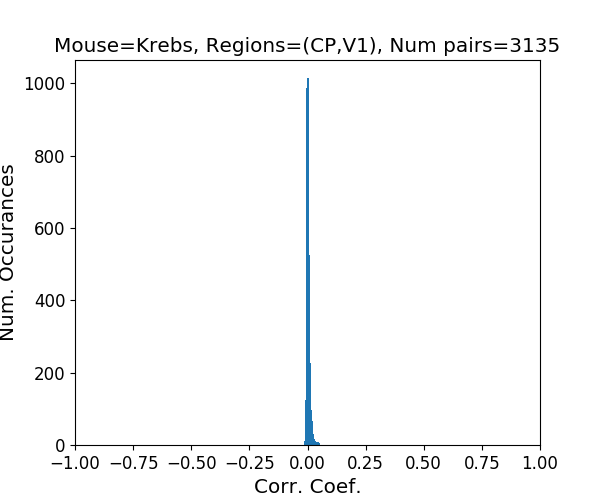 Mouse=Krebs, Regions=(CP,V1), Num pairs=3135
1000
800
600
400
200
0
Num. Occurances
−1.00 −0.75 −0.50 −0.25 0.00 0.25 0.50 0.75 1.00
Corr. Coef.